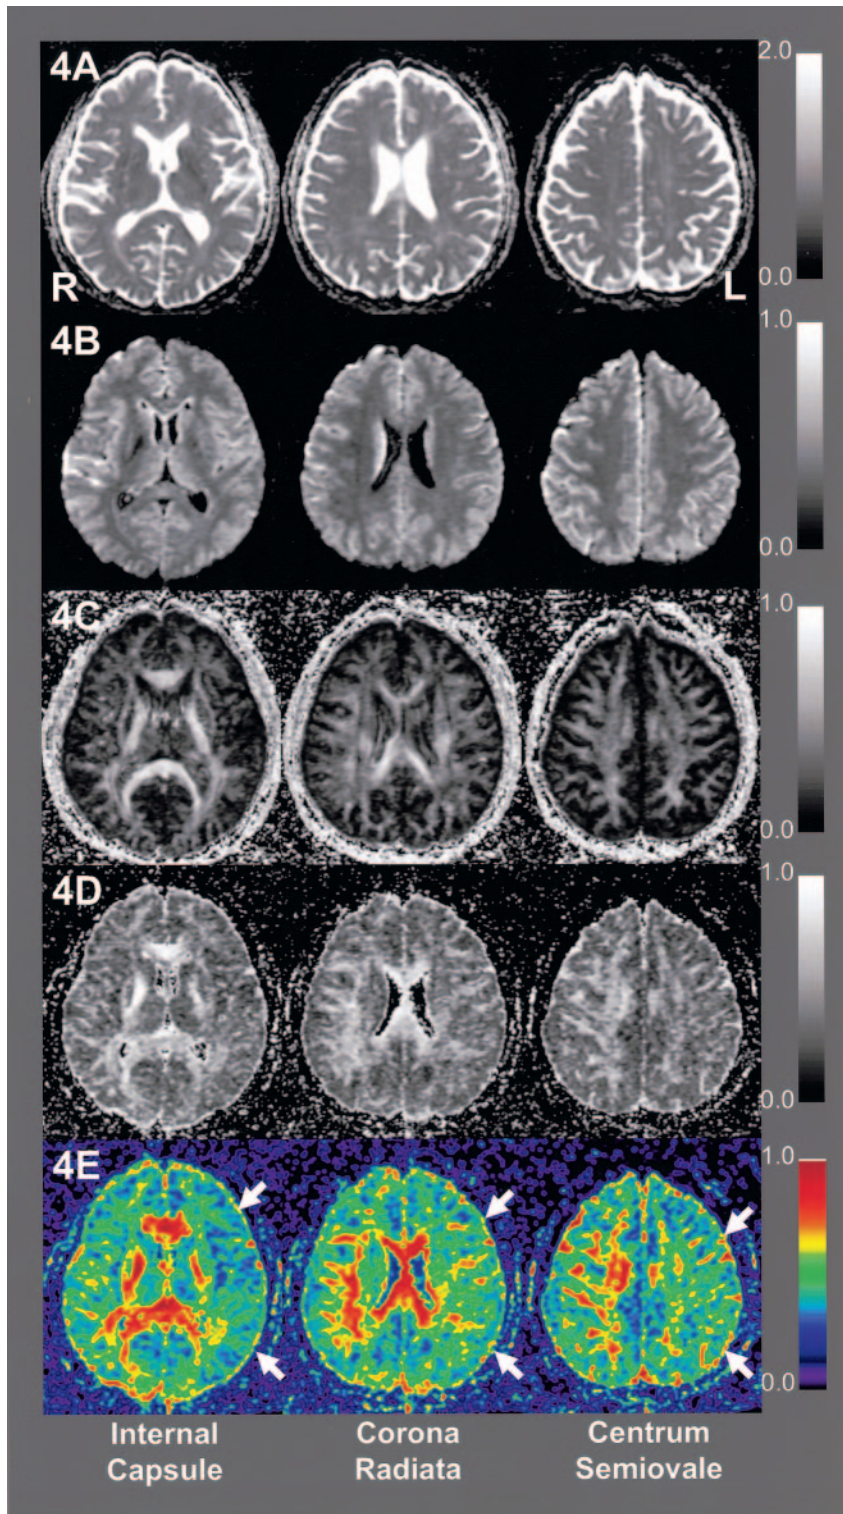 4A
2.0
0.0
R
L
4B
1.0
0.0
4C
1.0
0.0
4D
1.0
0.0
4E
1.0
0.0
Internal Capsule
Corona Radiata
Centrum Semiovale